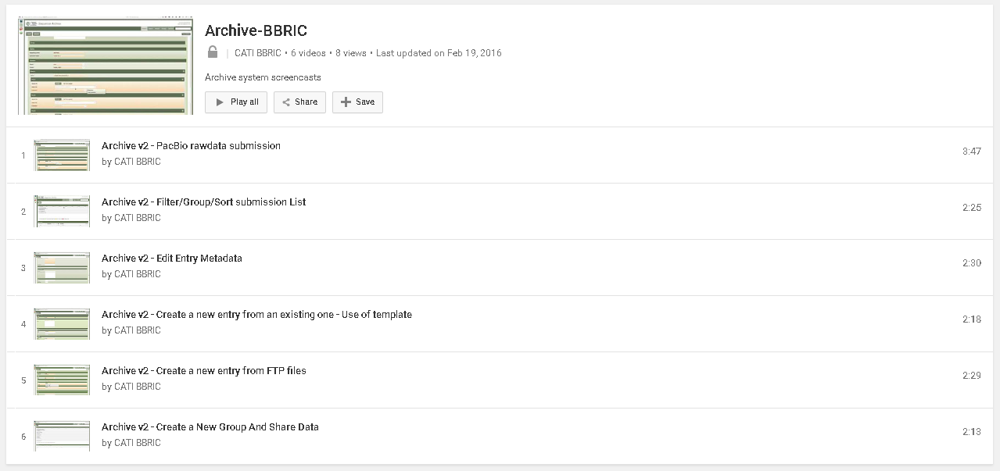 Archive-BBRIC
CATI BBRIC • 6 videos • 8 views • Last updated on Feb 19, 2016
Archive system screencasts
Play all
Share
Save
1
Archive v2 - PacBio rawdata submission
by CATI BBRIC
3:47
2
Archive v2 - Filter/Group/Sort submission List
by CATI BBRIC
2:25
3
Archive v2 - Edit Entry Metadata
by CATI BBRIC
2:30
4
Archive v2 - Create a new entry from an existing one - Use of template
by CATI BBRIC
2:18
5
Archive v2 - Create a new entry from FTP files
by CATI BBRIC
2:29
6
Archive v2 - Create a New Group And Share Data
by CATI BBRIC
2:13